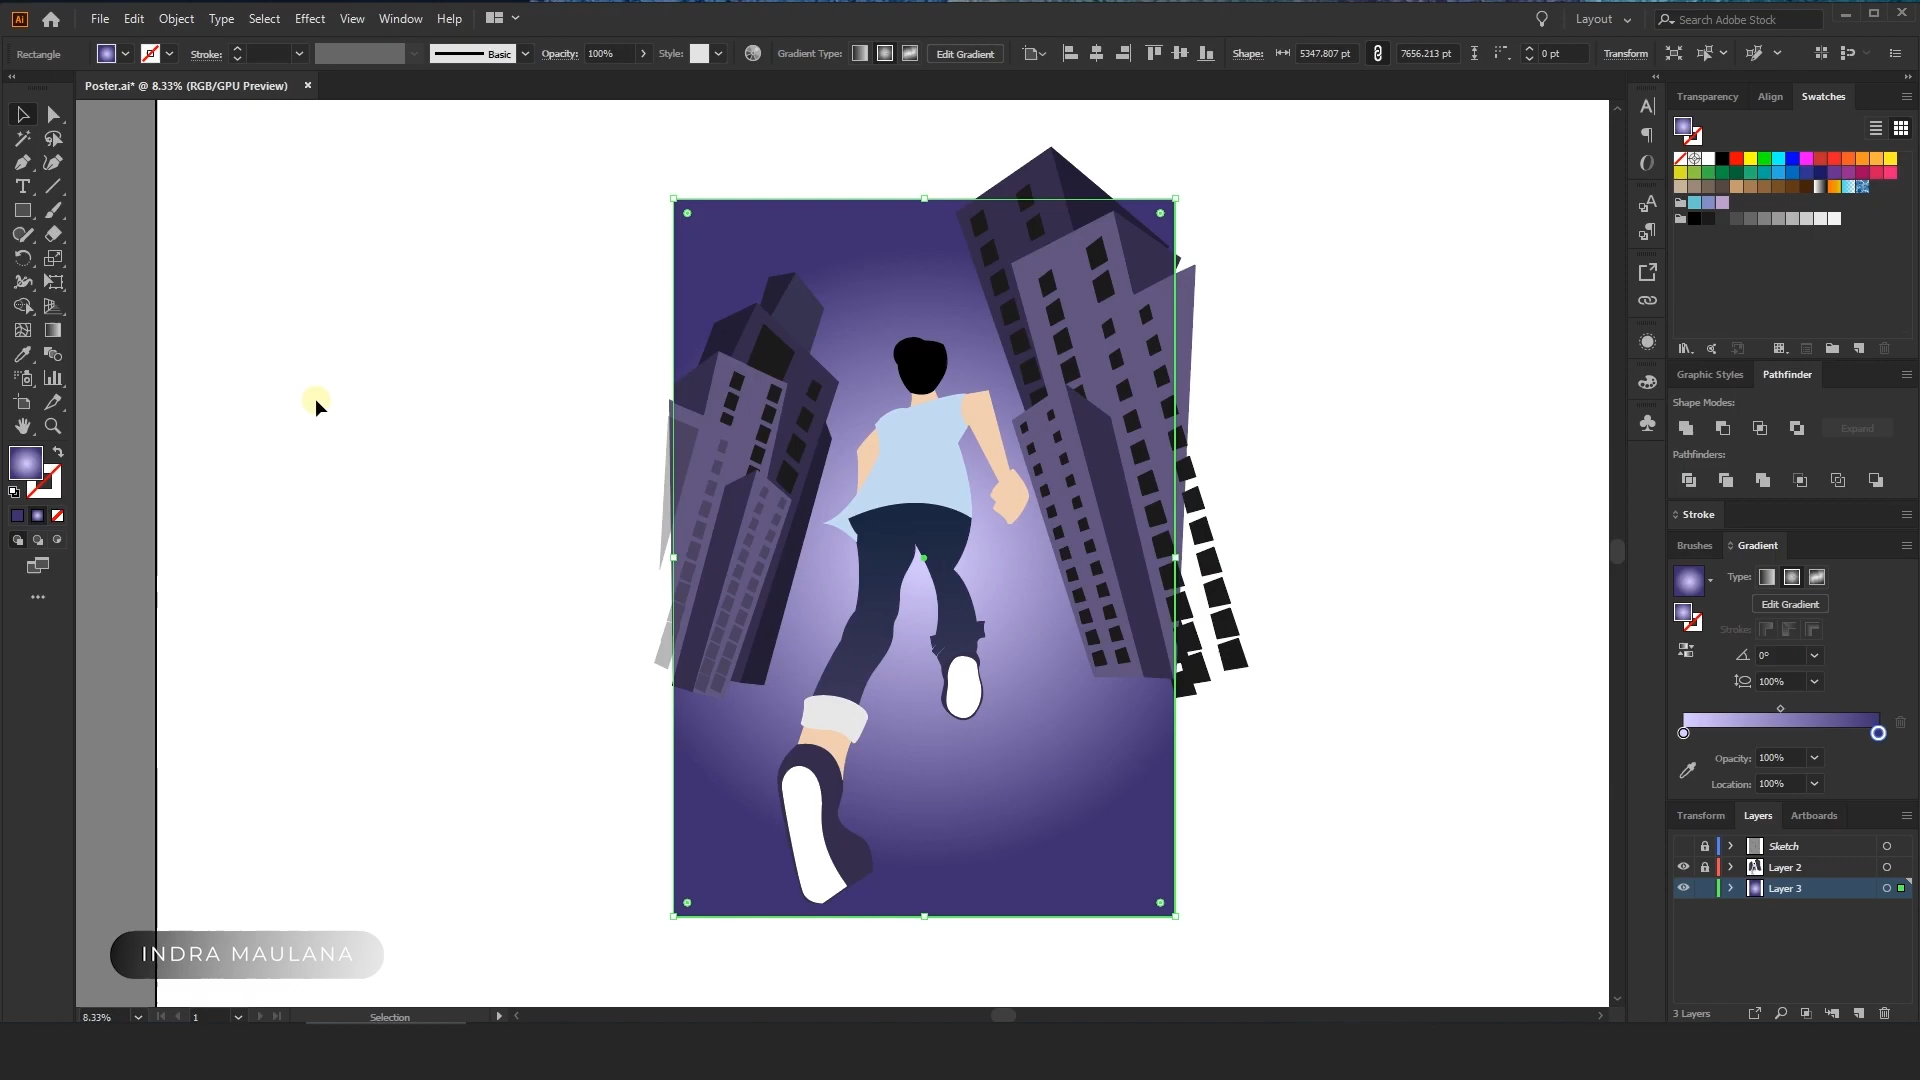 Ai File Edit Object Type Select Effect View Window Help Layout Search Adobe Stock
Rectangle Stroke: Basic Opacity: 100% Style: Gradient Type: Edit Gradient Shape: 5347.807 pt 7656.213 pt 0 pt Transform
Poster.ai* @ 8.33% (RGB/GPU Preview)
Transparency Align Swatches
Graphic Styles Pathfinder
Shape Modes:
Expand
Pathfinders:
Stroke
Brushes Gradient
Type:
Edit Gradient
Stroke:
0°
100%
Opacity: 100%
Location: 100%
Transform Layers Artboards
Sketch
Layer 2
Layer 3
INDRA MAULANA
3 Layers
8.33% 1 Selection